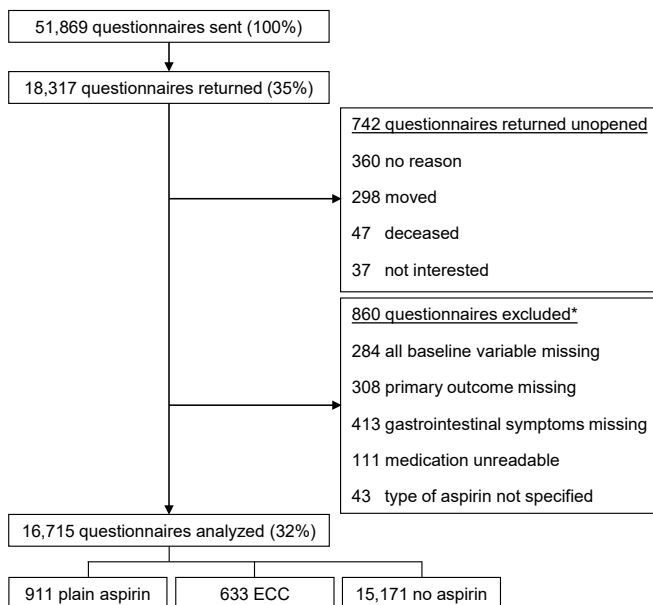 51,869 questionnaires sent (100%)
18,317 questionnaires returned (35%)
742 questionnaires returned unopened
360 no reason
298 moved
47 deceased
37 not interested
860 questionnaires excluded*
284 all baseline variable missing
308 primary outcome missing
413 gastrointestinal symptoms missing
111 medication unreadable
43 type of aspirin not specified
16,715 questionnaires analyzed (32%)
911 plain aspirin
633 ECC
15,171 no aspirin